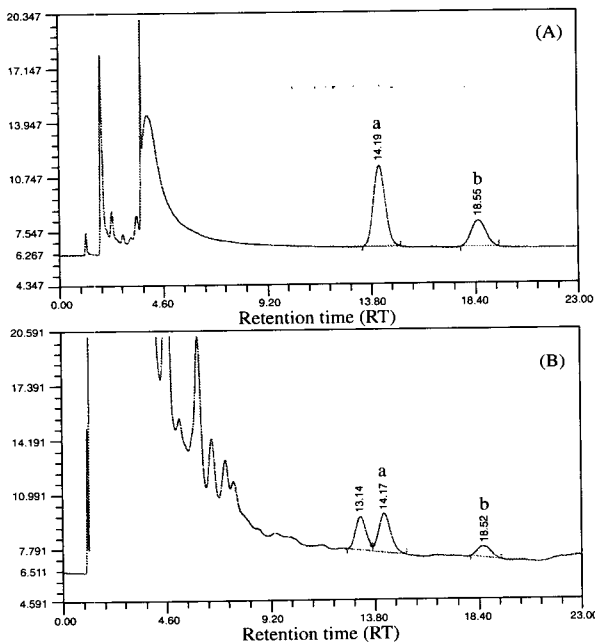 20.347
(A)
17.147
13.947
a
14.19
10.747
b
18.55
7.547
6.267
4.347
0.00 4.60 9.20 13.80 18.40 23.00
Retention time (RT)
20.591
(B)
17.391
14.191
a
13.14 14.17
10.991
b
18.52
7.791
6.511
4.591
0.00 4.60 9.20 13.80 18.40 23.00
Retention time (RT)